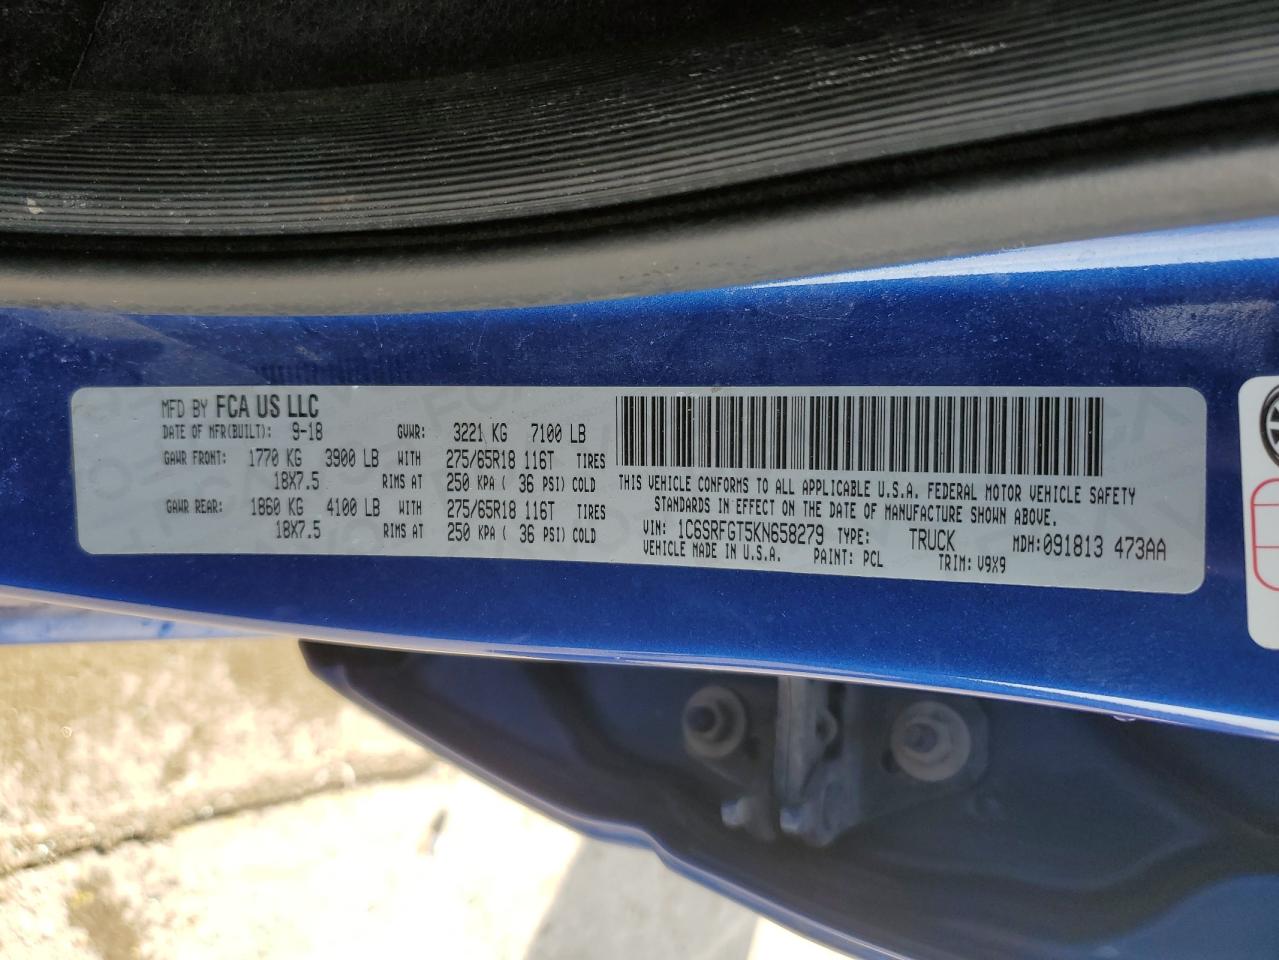 MFD BY FCA US LLC
DATE OF MFR(BUILT): 9-18 GVWR: 3221 KG 7100 LB
GAWR FRONT: 1770 KG 3900 LB WITH 275/65R18 116T TIRES
18X7.5 RIMS AT 250 KPA ( 36 PSI) COLD
GAWR REAR: 1860 KG 4100 LB WITH 275/65R18 116T TIRES
18X7.5 RIMS AT 250 KPA ( 36 PSI) COLD
THIS VEHICLE CONFORMS TO ALL APPLICABLE U.S.A. FEDERAL MOTOR VEHICLE SAFETY
STANDARDS IN EFFECT ON THE DATE OF MANUFACTURE SHOWN ABOVE.
VIN: 1C6SRFGT5KN658279 TYPE: TRUCK MDH:091813 473AA
VEHICLE MADE IN U.S.A. PAINT: PCL TRIM: V9X9